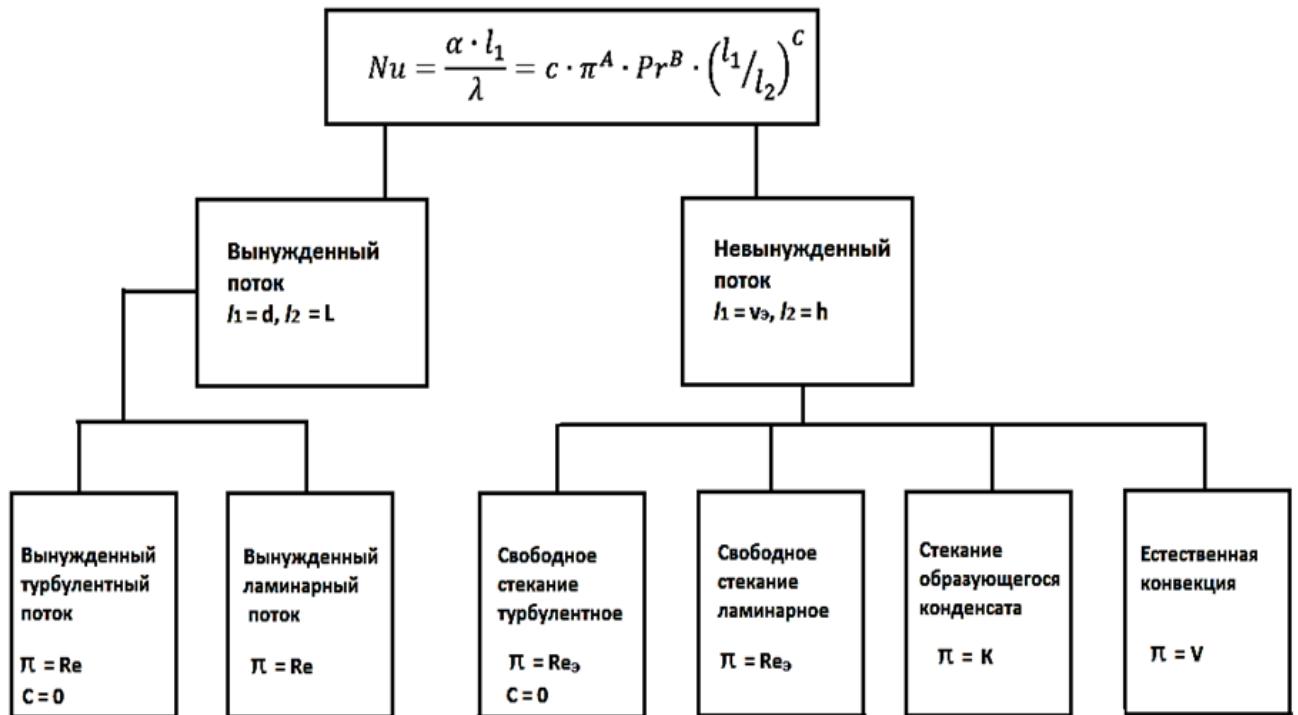 Nu = α · l₁ / λ = c · π^A · Pr^B · (l₁/l₂)^C
Вынужденный
поток
l1 = d, l2 = L
Невынужденный
поток
l1 = vэ, l2 = h
Вынужденный
турбулентный
поток
π = Re
C = 0
Вынужденный
ламинарный
поток
π = Re
Свободное
стекание
турбулентное
π = Reэ
C = 0
Свободное
стекание
ламинарное
π = Reэ
Стекание
образующегося
конденсата
π = K
Естественная
конвекция
π = V